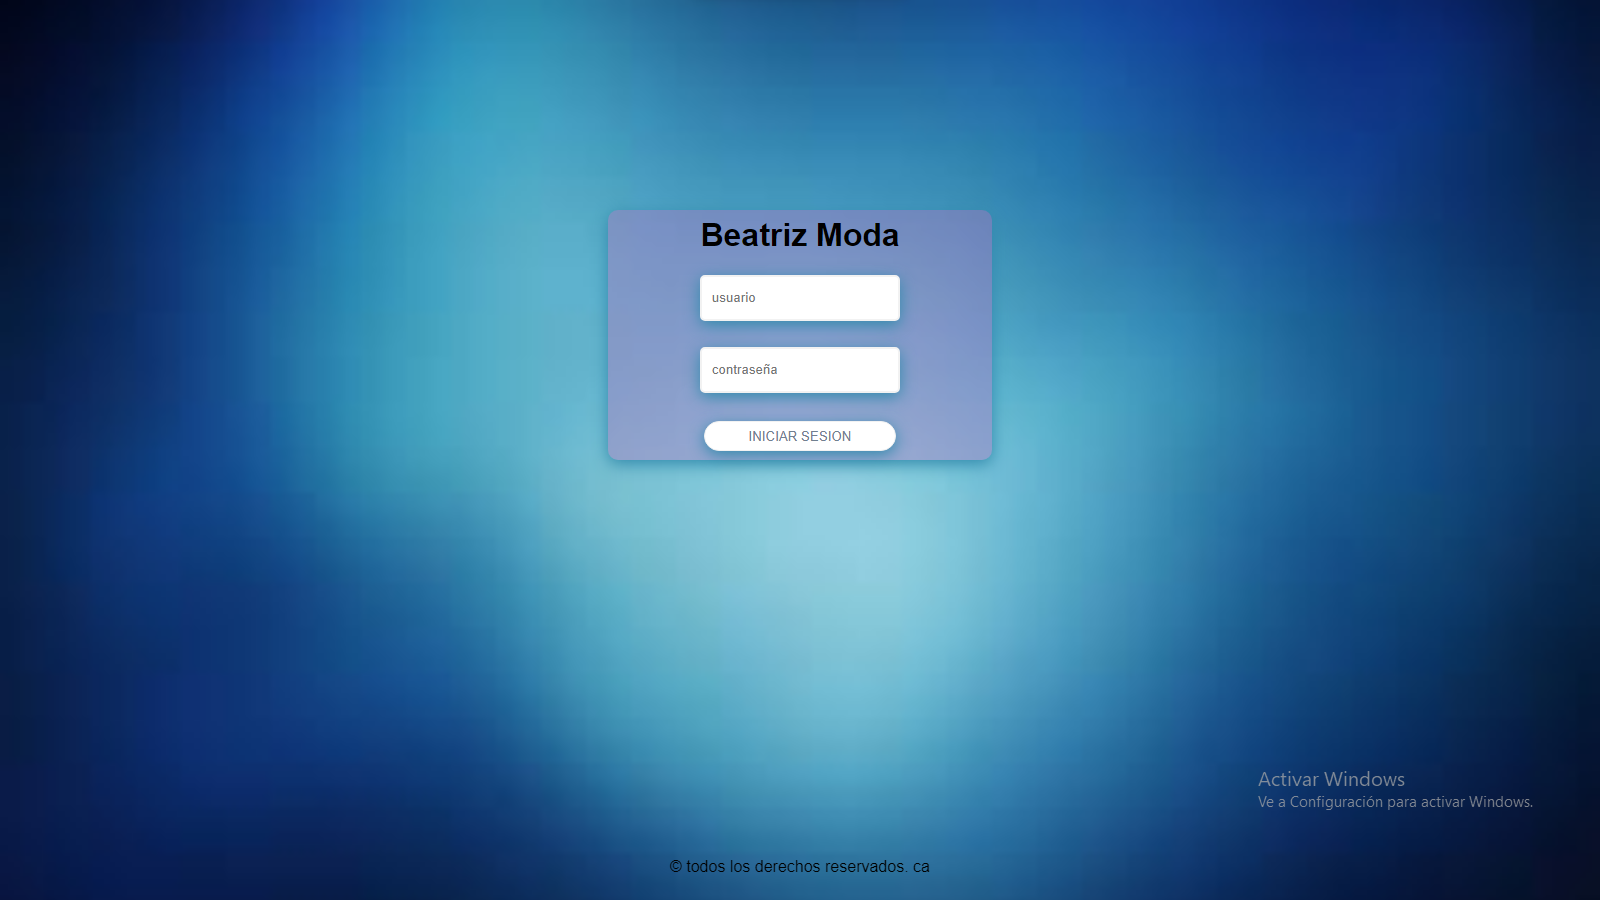 Beatriz Moda
usuario
contraseña
INICIAR SESION
Activar Windows
Ve a Configuración para activar Windows.
© todos los derechos reservados. ca